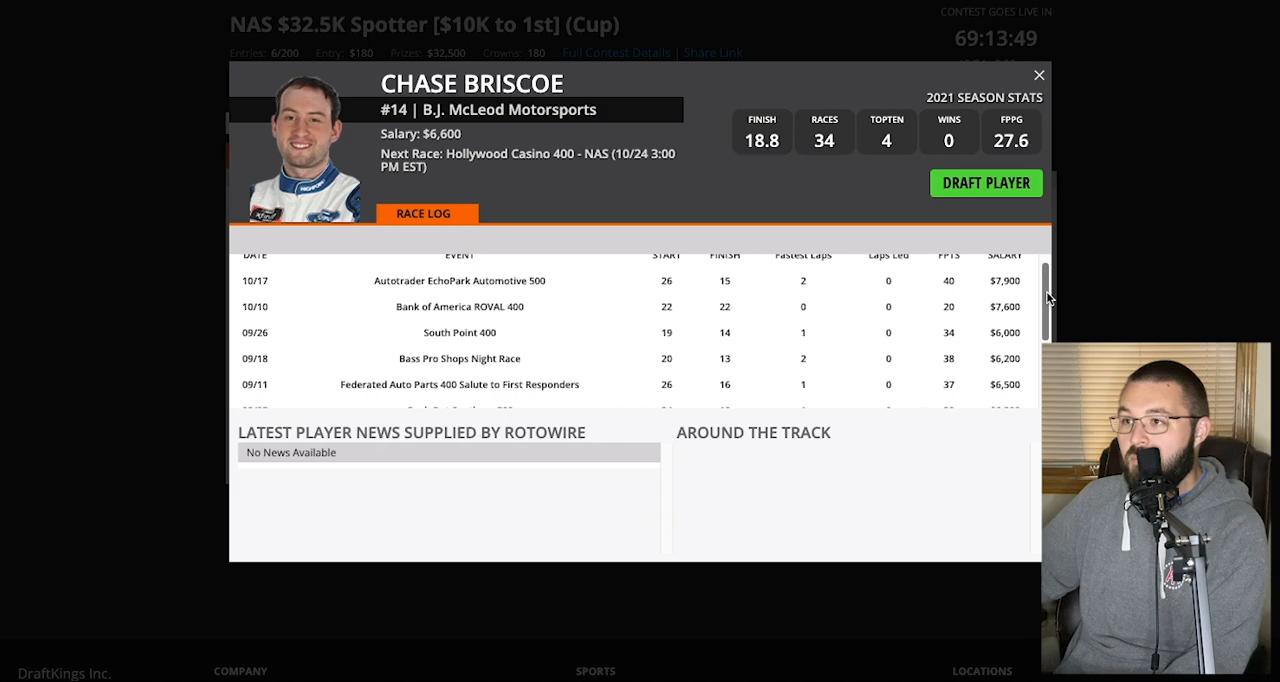 NAS $32.5K Spotter [$10K to 1st] (Cup)
CONTEST GOES LIVE IN
69:13:49
Entries: 6/200 Entry: $180 Prizes: $32,500 Crowns: 180 Full Contest Details | Share Link
CHASE BRISCOE
#14 | B.J. McLeod Motorsports
Salary: $6,600
Next Race: Hollywood Casino 400 - NAS (10/24 3:00
PM EST)
2021 SEASON STATS
FINISH RACES TOPTEN WINS FPPG
18.8 34 4 0 27.6
DRAFT PLAYER
RACE LOG
DATE EVENT START FINISH Fastest Laps Laps Led FPTS SALARY
10/17 Autotrader EchoPark Automotive 500 26 15 2 0 40 $7,900
10/10 Bank of America ROVAL 400 22 22 0 0 20 $7,600
09/26 South Point 400 19 14 1 0 34 $6,000
09/18 Bass Pro Shops Night Race 20 13 2 0 38 $6,200
09/11 Federated Auto Parts 400 Salute to First Responders 26 16 1 0 37 $6,500
LATEST PLAYER NEWS SUPPLIED BY ROTOWIRE
AROUND THE TRACK
No News Available
DraftKings Inc. COMPANY SPORTS LOCATIONS